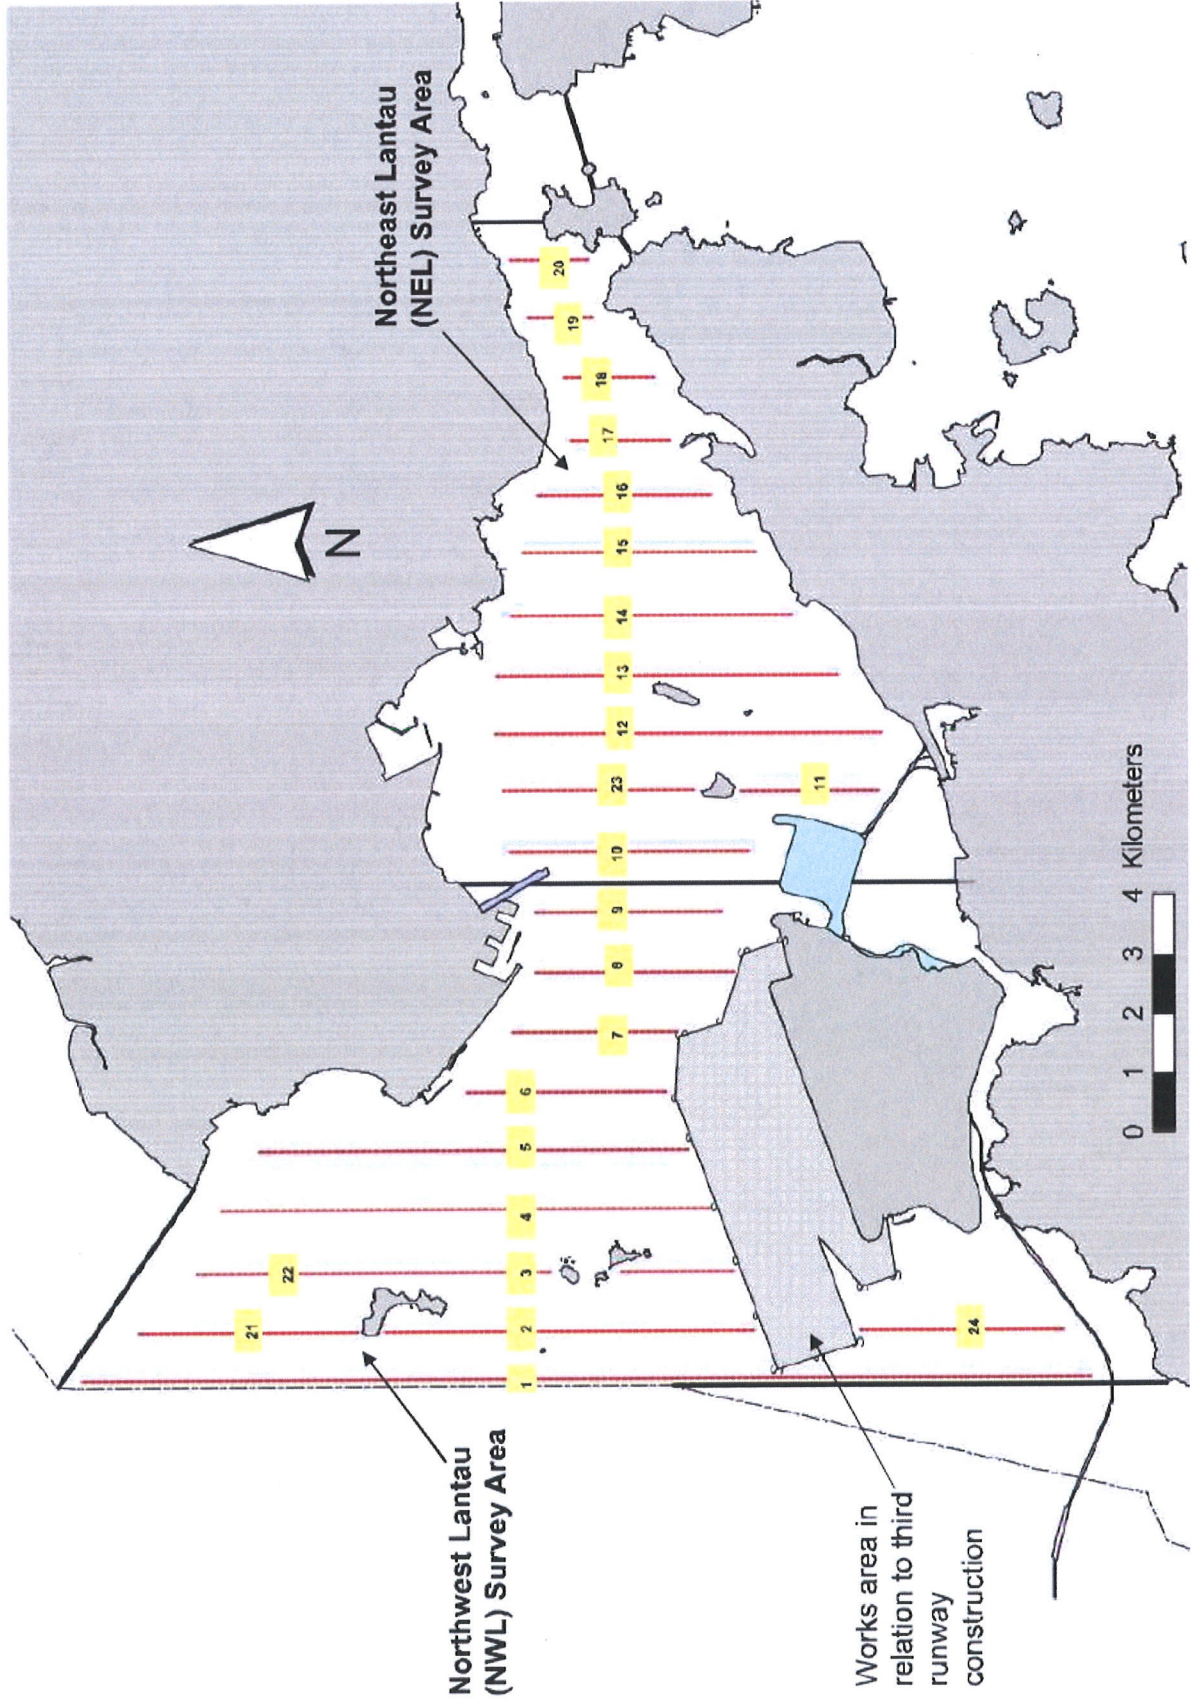 21
22
N
Northeast Lantau
(NEL) Survey Area
Northwest Lantau
(NWL) Survey Area
1
2
3
4
5
6
7
8
9
10
23
12
13
14
15
16
17
18
19
20
11
Works area in
relation to third
runway
construction
24
0 1 2 3 4 Kilometers